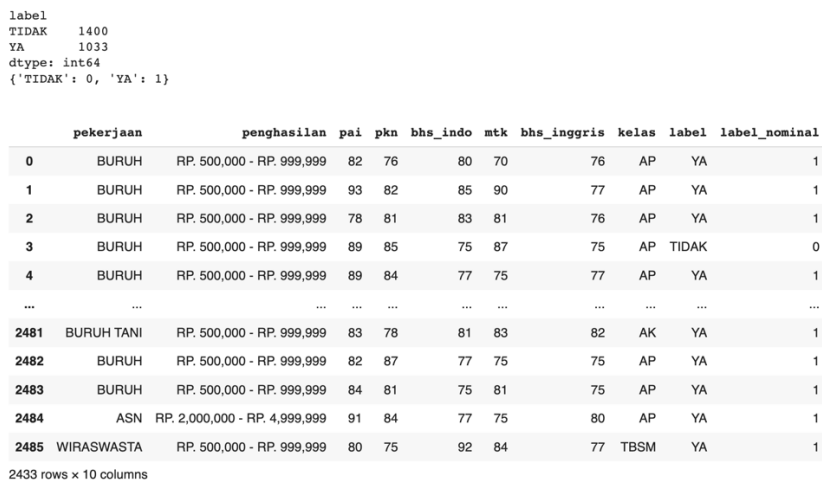 label
TIDAK 1400
YA 1033
dtype: int64
{'TIDAK': 0, 'YA': 1}
pekerjaan penghasilan pai pkn bhs_indo mtk bhs_inggris kelas label label_nominal
0 BURUH RP. 500,000 - RP. 999,999 82 76 80 70 76 AP YA 1
1 BURUH RP. 500,000 - RP. 999,999 93 82 85 90 77 AP YA 1
2 BURUH RP. 500,000 - RP. 999,999 78 81 83 81 76 AP YA 1
3 BURUH RP. 500,000 - RP. 999,999 89 85 75 87 75 AP TIDAK 0
4 BURUH RP. 500,000 - RP. 999,999 89 84 77 75 77 AP YA 1
... ... ... ... ... ... ... ... ... ... ...
2481 BURUH TANI RP. 500,000 - RP. 999,999 83 78 81 83 82 AK YA 1
2482 BURUH RP. 500,000 - RP. 999,999 82 87 77 75 75 AP YA 1
2483 BURUH RP. 500,000 - RP. 999,999 84 81 75 81 75 AP YA 1
2484 ASN RP. 2,000,000 - RP. 4,999,999 91 84 77 75 80 AP YA 1
2485 WIRASWASTA RP. 500,000 - RP. 999,999 80 75 92 84 77 TBSM YA 1
2433 rows × 10 columns